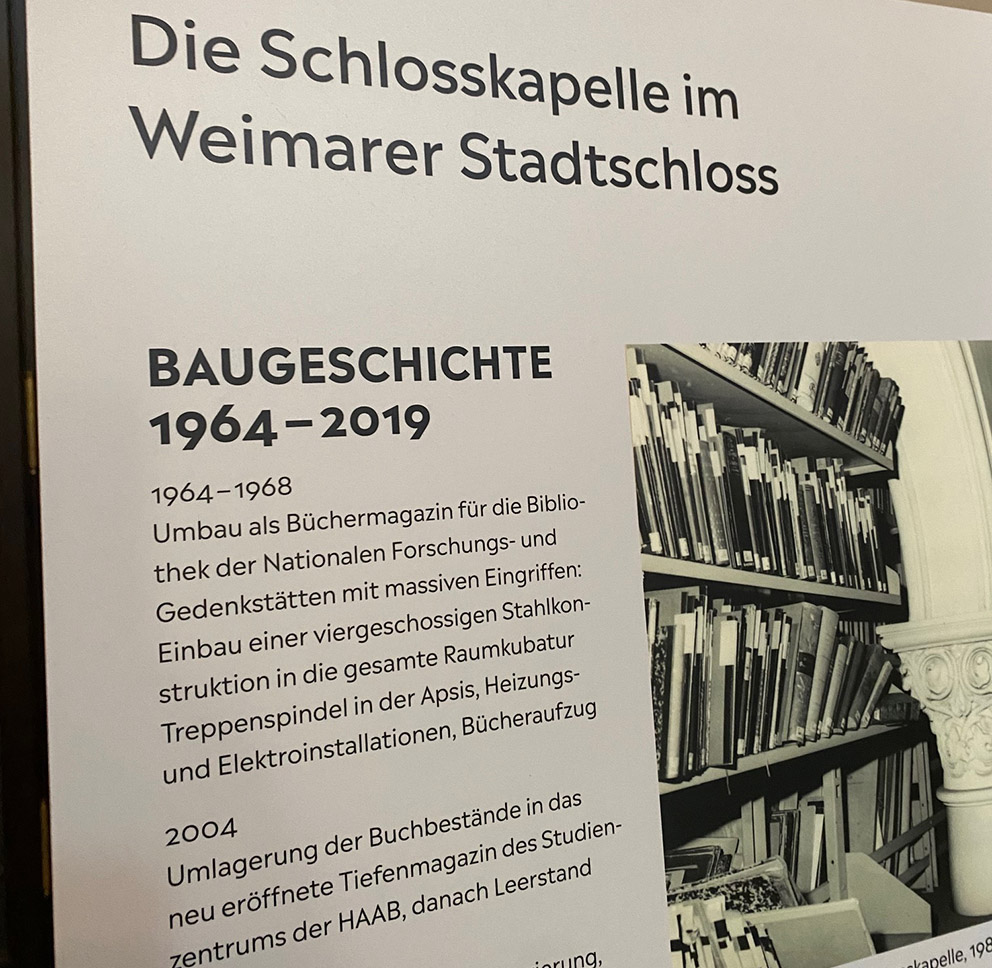 Die Schlosskapelle im
Weimarer Stadtschloss
BAUGESCHICHTE
1964–2019
1964–1968
Umbau als Büchermagazin für die Biblio-
thek der Nationalen Forschungs- und
Gedenkstätten mit massiven Eingriffen:
Einbau einer viergeschossigen Stahlkon-
struktion in die gesamte Raumkubatur
Treppenspindel in der Apsis, Heizungs-
und Elektroinstallationen, Bücheraufzug
2004
Umlagerung der Buchbestände in das
neu eröffnete Tiefenmagazin des Studien-
zentrums der HAAB, danach Leerstand